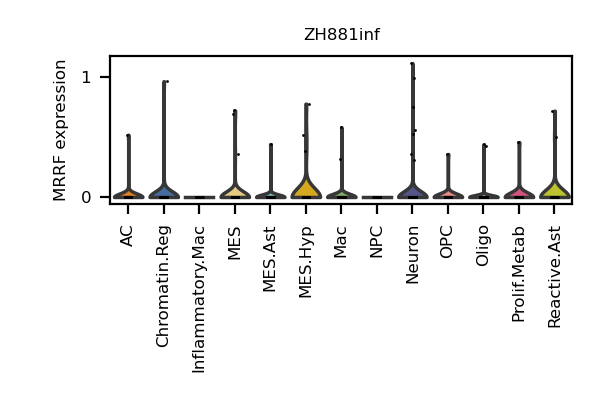 ZH881inf
MRRF expression
1
0
AC
Chromatin.Reg
Inflammatory.Mac
MES
MES.Ast
MES.Hyp
Mac
NPC
Neuron
OPC
Oligo
Prolif.Metab
Reactive.Ast